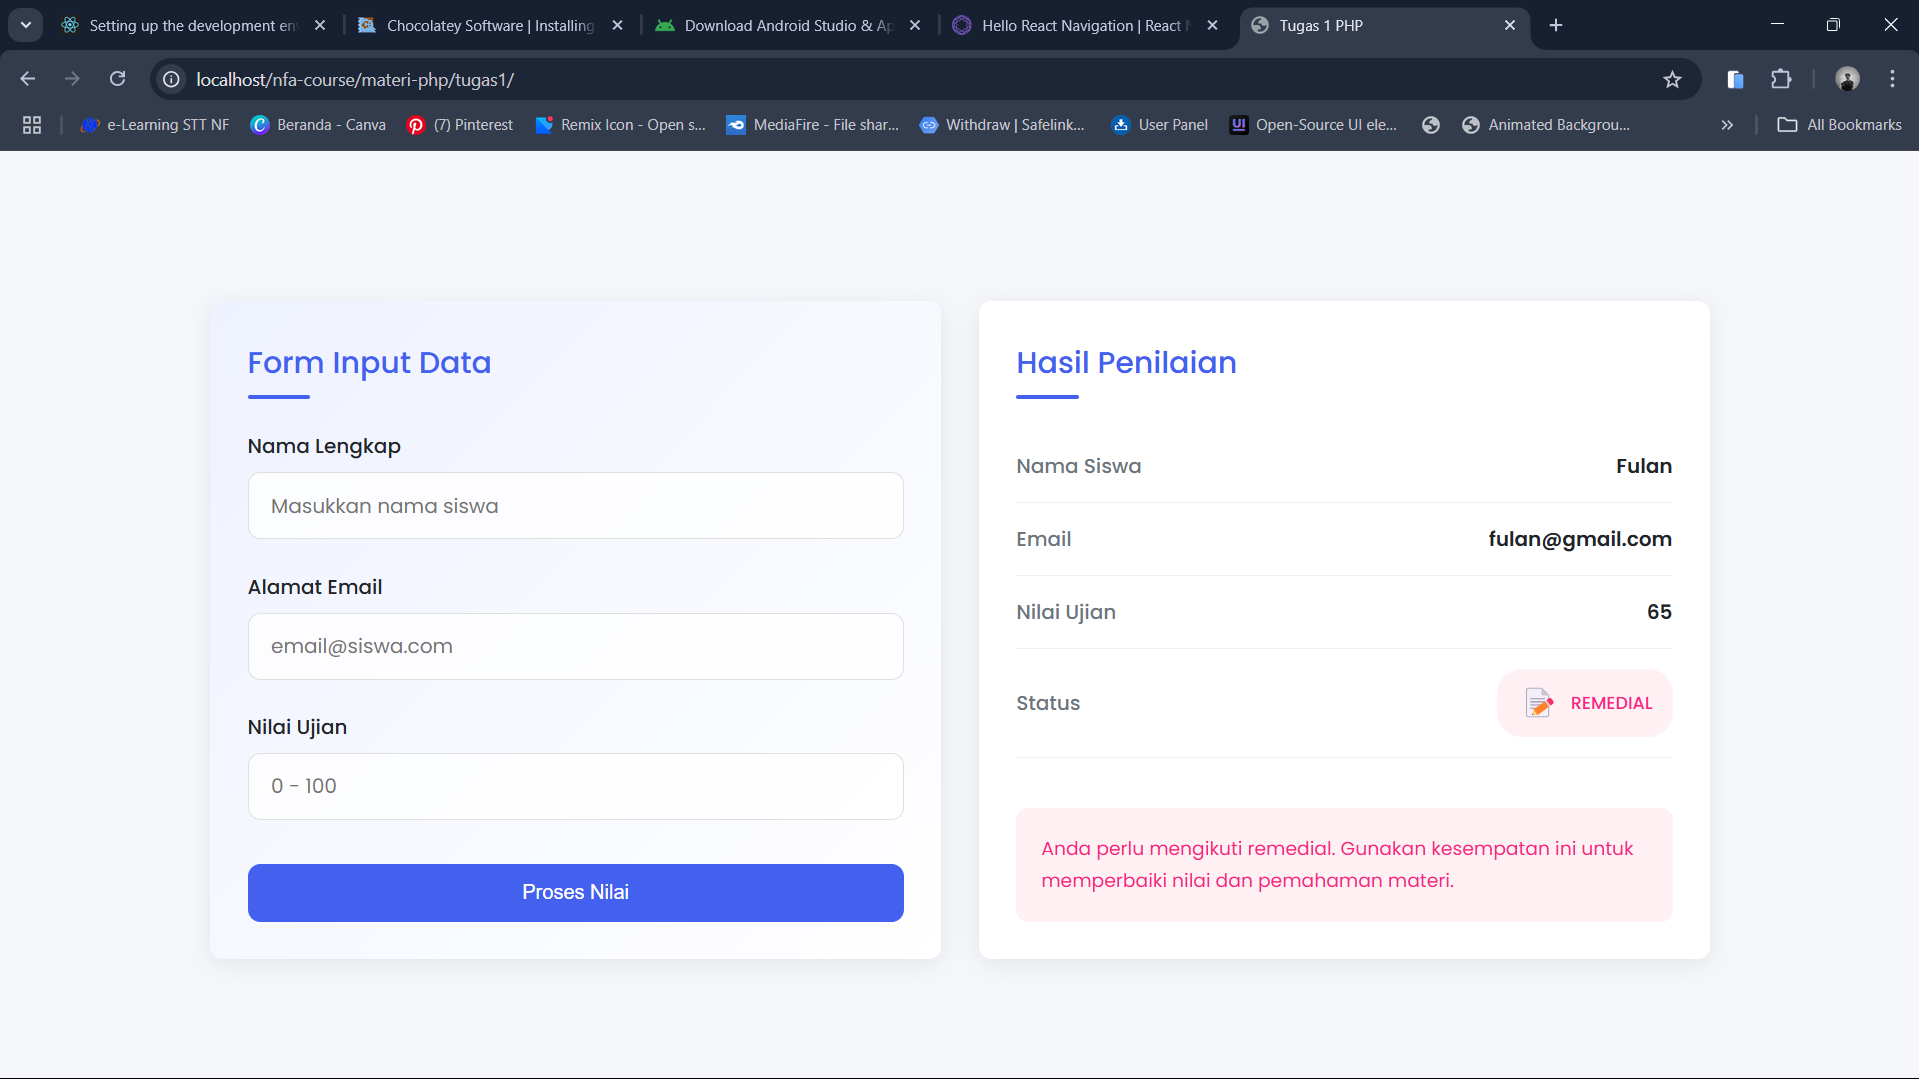 Setting up the development en
Chocolatey Software | Installing
Download Android Studio & Ap
Hello React Navigation | React N
Tugas 1 PHP
localhost/nfa-course/materi-php/tugas1/
e-Learning STT NF
Beranda - Canva
(7) Pinterest
Remix Icon - Open s...
MediaFire - File shar...
Withdraw | Safelink...
User Panel
Open-Source UI ele...
Animated Backgrou...
All Bookmarks
Form Input Data
Nama Lengkap
Masukkan nama siswa
Alamat Email
email@siswa.com
Nilai Ujian
0 - 100
Proses Nilai
Hasil Penilaian
Nama Siswa Fulan
Email fulan@gmail.com
Nilai Ujian 65
Status REMEDIAL
Anda perlu mengikuti remedial. Gunakan kesempatan ini untuk
memperbaiki nilai dan pemahaman materi.